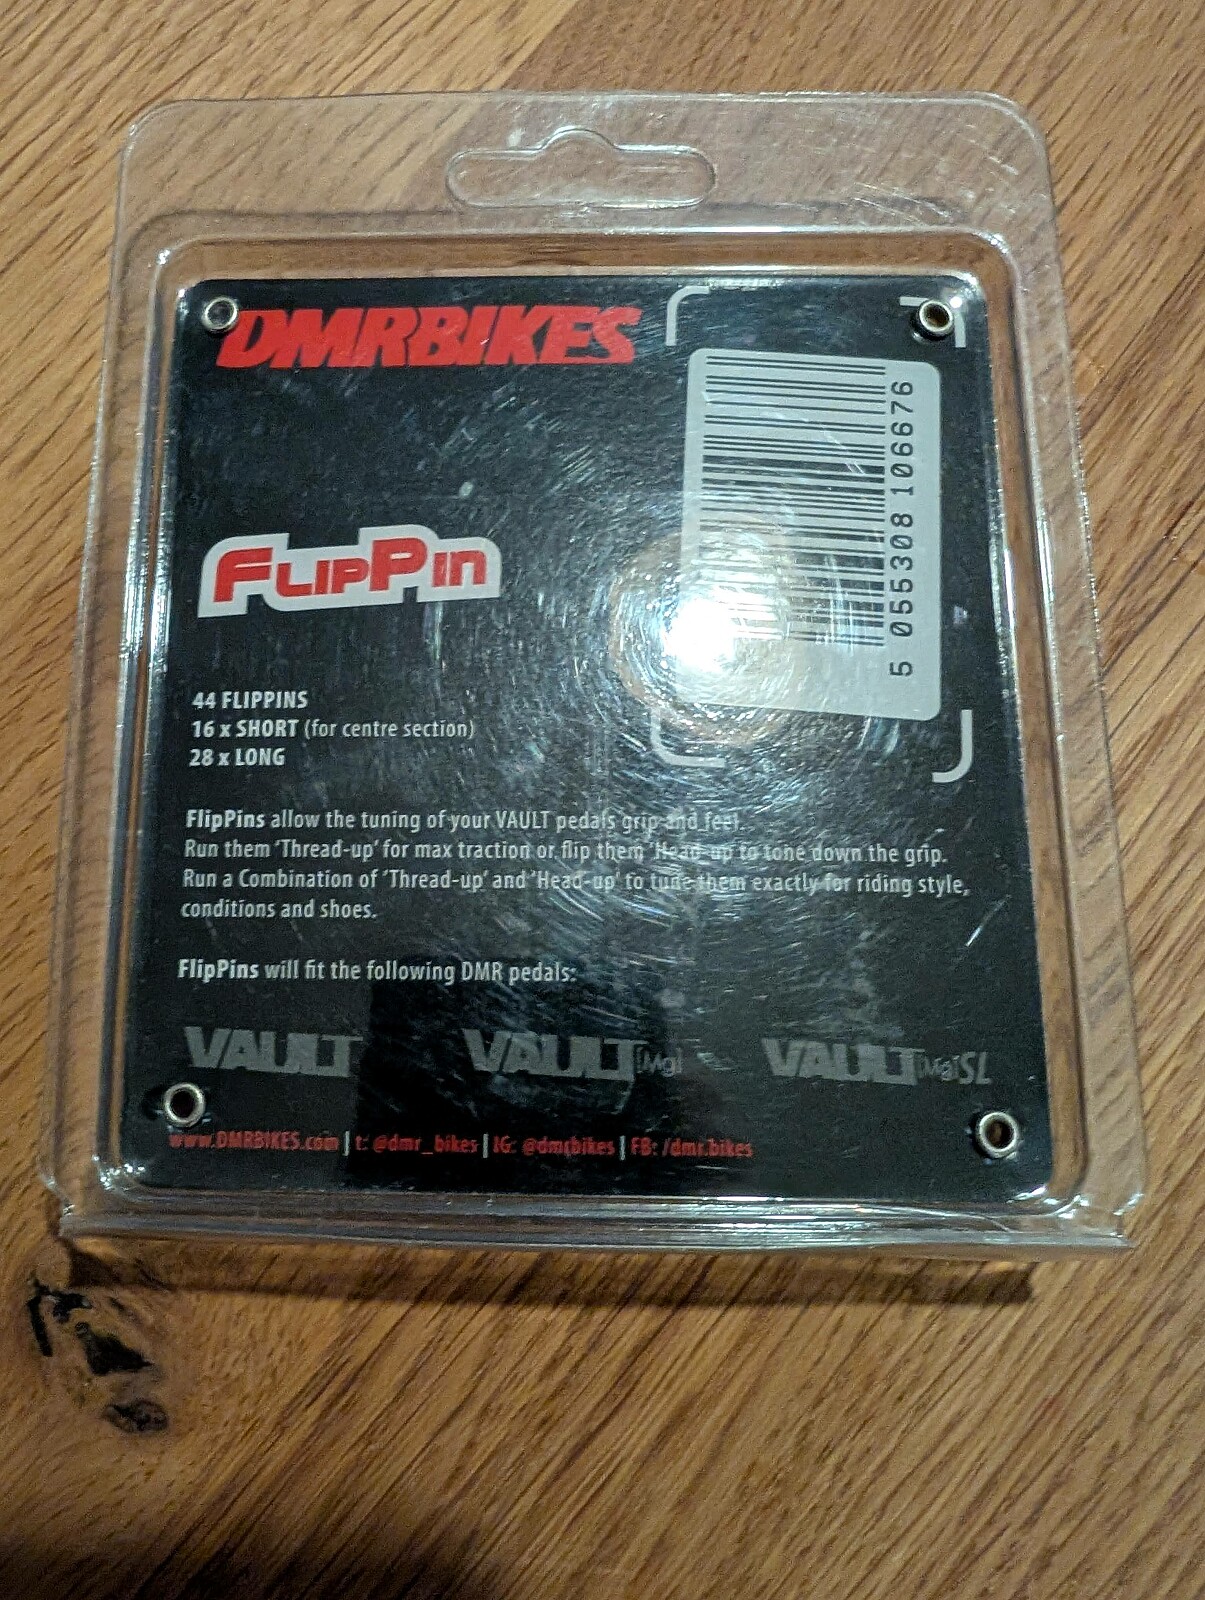 DMRBIKES
5 055308 106676
FLIPPIN
44 FLIPPINS
16 x SHORT (for centre section)
28 x LONG
FlipPins allow the tuning of your VAULT pedals grip and feel.
Run them 'Thread-up' for max traction or flip them 'Head-up to tone down the grip.
Run a Combination of 'Thread-up' and 'Head-up' to tune them exactly for riding style,
conditions and shoes.
FlipPins will fit the following DMR pedals:
VAULT VAULT [Mg] VAULT [Mg] SL
www.DMRBIKES.com | t: @dmr_bikes | IG: @dmrbikes | FB: /dmr.bikes